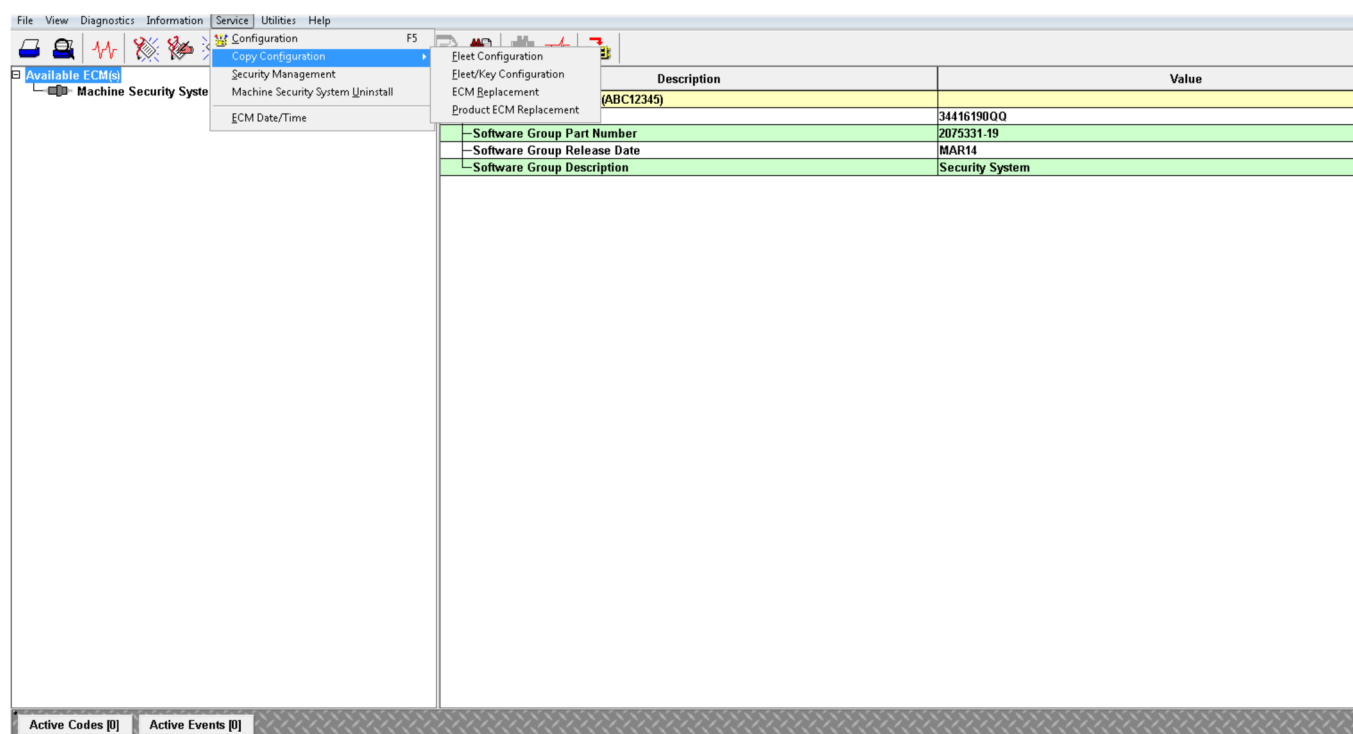 File View Diagnostics Information Service Utilities Help
Configuration F5
Copy Configuration
Security Management
Machine Security System Uninstall
ECM Date/Time
Fleet Configuration
Fleet/Key Configuration
ECM Replacement
Product ECM Replacement
Available ECM(s)
Machine Security Syste
Description Value
(ABC12345)
34416190QQ
Software Group Part Number 2075331-19
Software Group Release Date MAR14
Software Group Description Security System
Active Codes [0] Active Events [0]